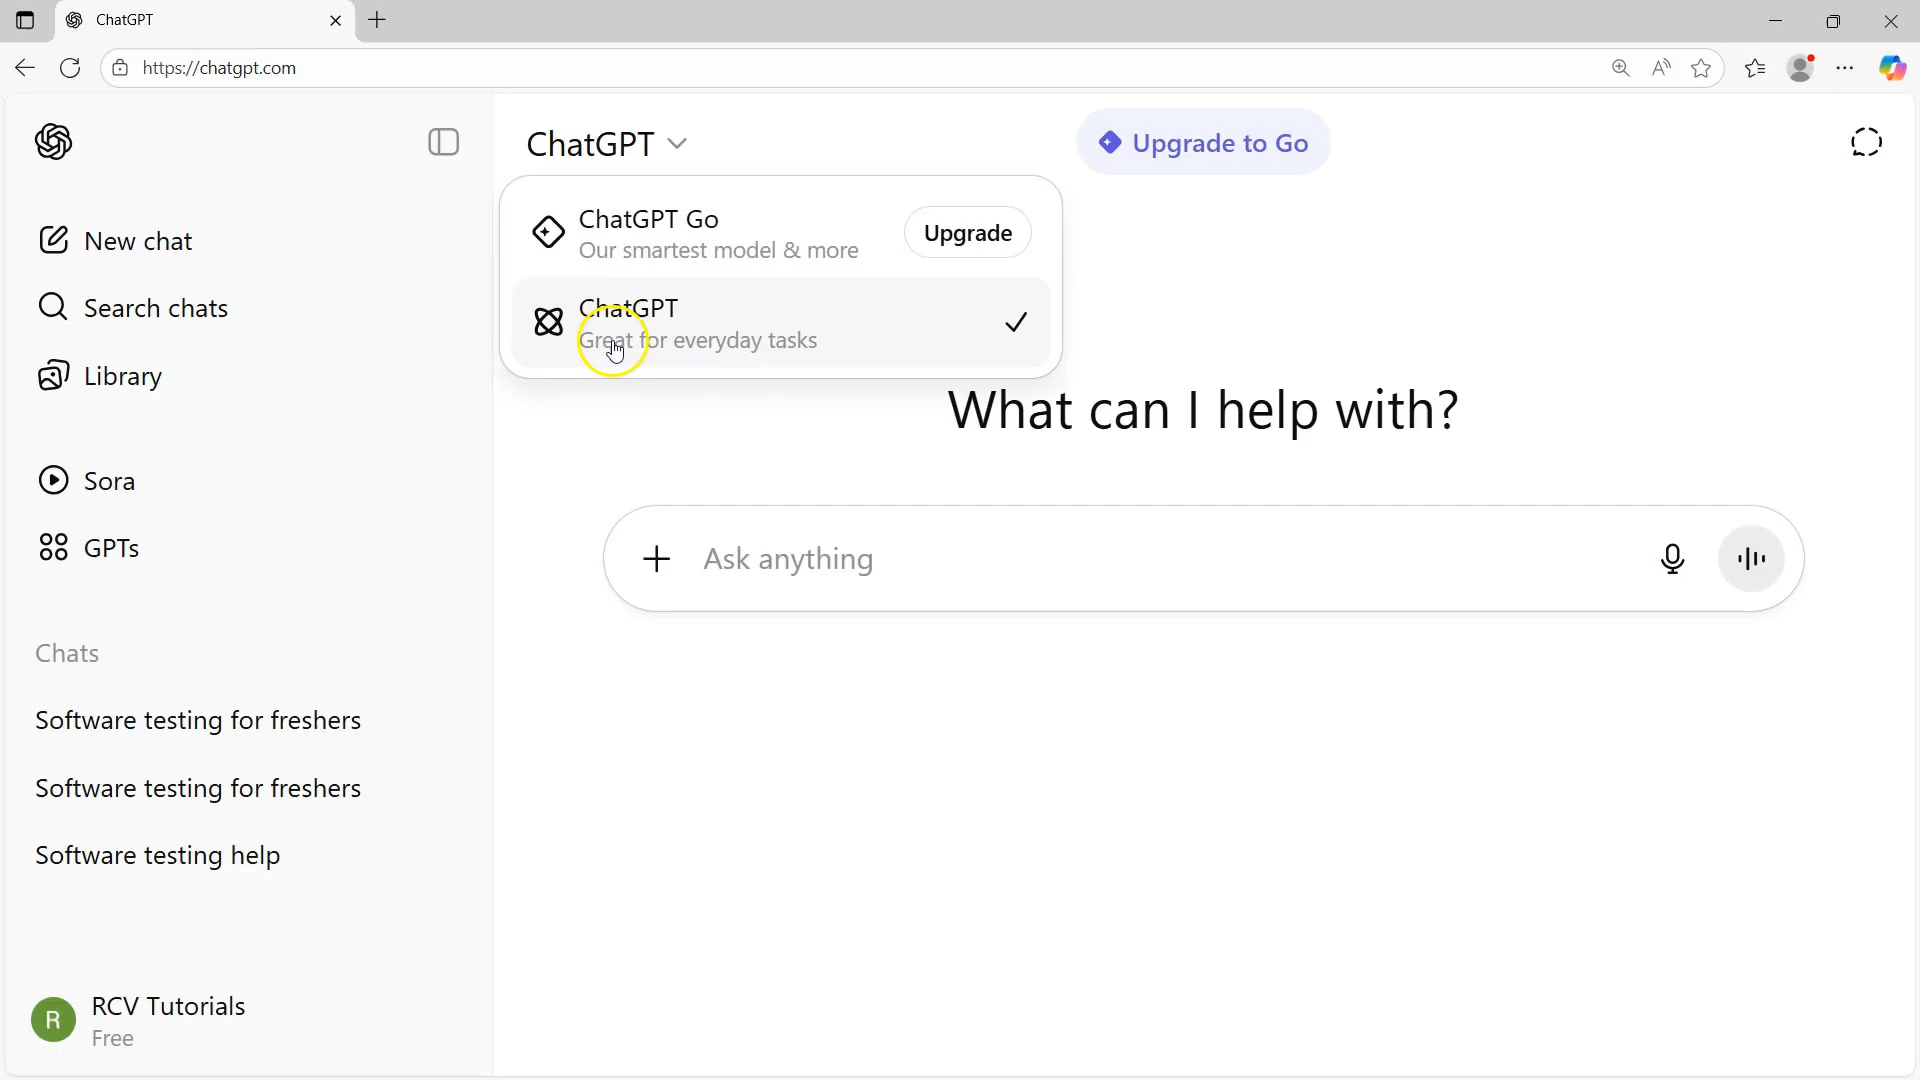 ChatGPT
https://chatgpt.com
New chat
Search chats
Library
Sora
GPTs
Chats
Software testing for freshers
Software testing for freshers
Software testing help
R
RCV Tutorials
Free
ChatGPT
Upgrade to Go
ChatGPT Go
Our smartest model & more
Upgrade
ChatGPT
Great for everyday tasks
What can I help with?
Ask anything